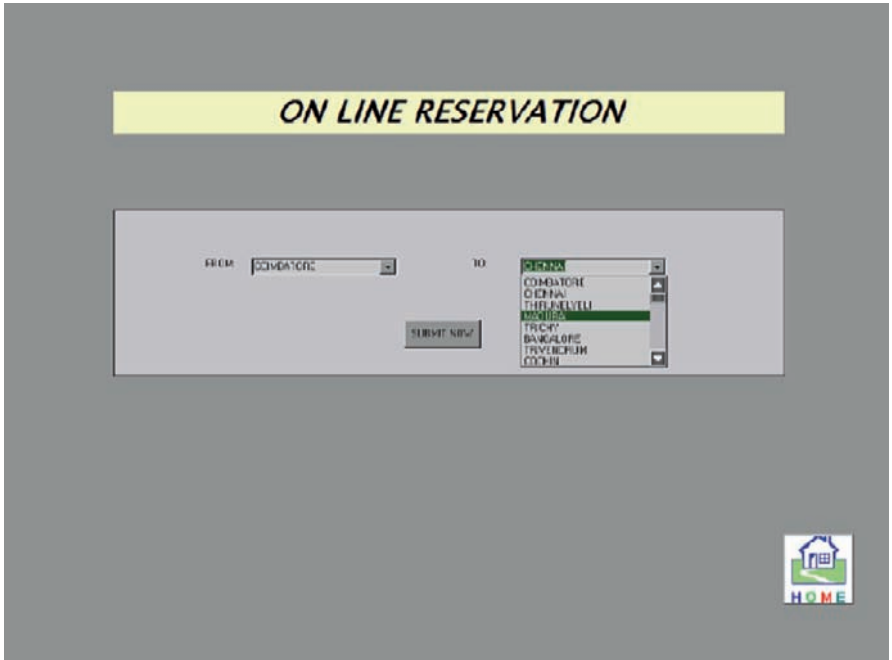 ON LINE RESERVATION
FROM COIMBATORE TO CHENNAI
COIMBATORE
CHENNAI
THIRUNELVELI
MADURAI
SUBMIT NOW
TRICHY
BANGALORE
TRIVENDRUM
COCHIN
HOME